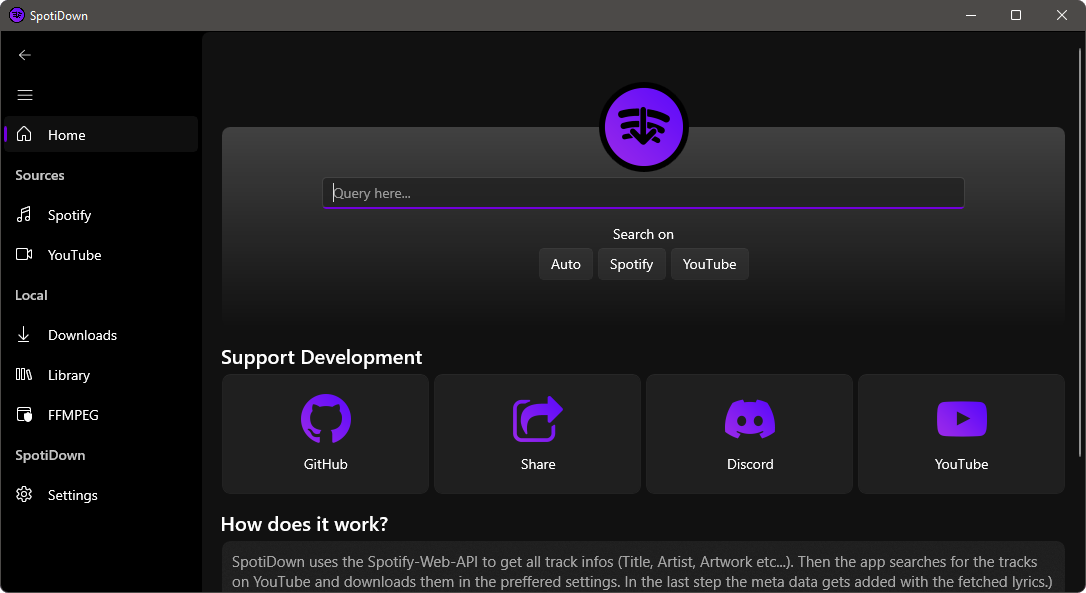 SpotiDown
Home
Sources
Spotify
YouTube
Local
Downloads
Library
FFMPEG
SpotiDown
Settings
Query here...
Search on
Auto Spotify YouTube
Support Development
GitHub Share Discord YouTube
How does it work?
SpotiDown uses the Spotify-Web-API to get all track infos (Title, Artist, Artwork etc...). Then the app searches for the tracks
on YouTube and downloads them in the preffered settings. In the last step the meta data gets added with the fetched lyrics.)